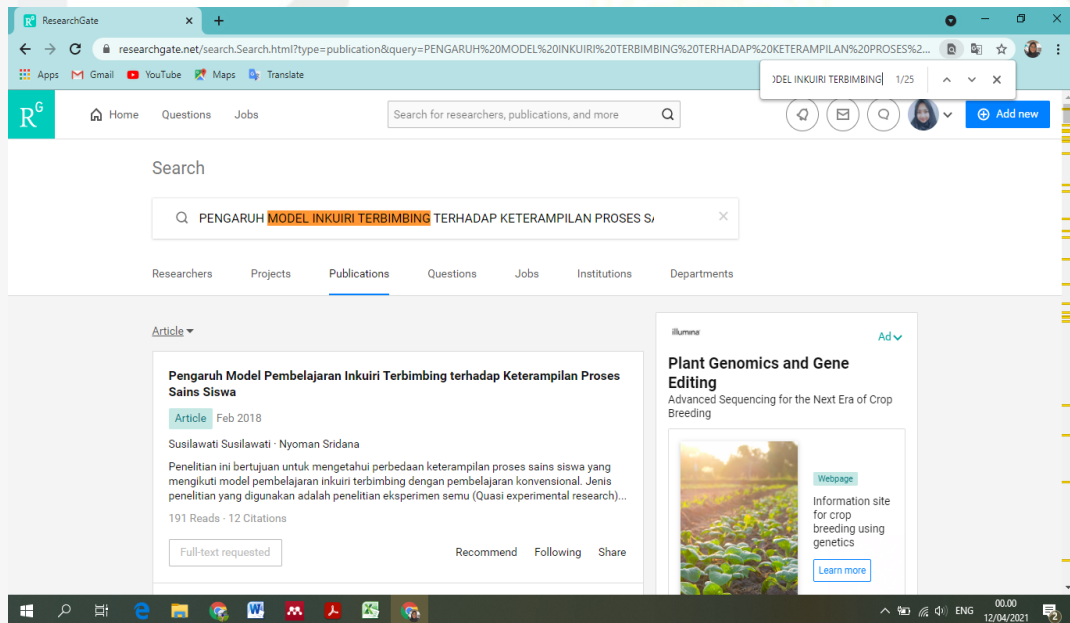 ResearchGate
researchgate.net/search.Search.html?type=publication&query=PENGARUH%20MODEL%20INKUIRI%20TERBIMBING%20TERHADAP%20KETERAMPILAN%20PROSES%2...
Apps Gmail YouTube Maps Translate
DEL INKUIRI TERBIMBING 1/25
RG
Home Questions Jobs
Search for researchers, publications, and more
Add new
Search
PENGARUH MODEL INKUIRI TERBIMBING TERHADAP KETERAMPILAN PROSES S
Researchers Projects Publications Questions Jobs Institutions Departments
Article
Pengaruh Model Pembelajaran Inkuiri Terbimbing terhadap Keterampilan Proses
Sains Siswa
Article Feb 2018
Susilawati Susilawati · Nyoman Sridana
Penelitian ini bertujuan untuk mengetahui perbedaan keterampilan proses sains siswa yang
mengikuti model pembelajaran inkuiri terbimbing dengan pembelajaran konvensional. Jenis
penelitian yang digunakan adalah penelitian eksperimen semu (Quasi experimental research)...
191 Reads · 12 Citations
Full-text requested
Recommend Following Share
illumina
Ad
Plant Genomics and Gene
Editing
Advanced Sequencing for the Next Era of Crop
Breeding
Webpage
Information site
for crop
breeding using
genetics
Learn more
ENG
00.00
12/04/2021
2